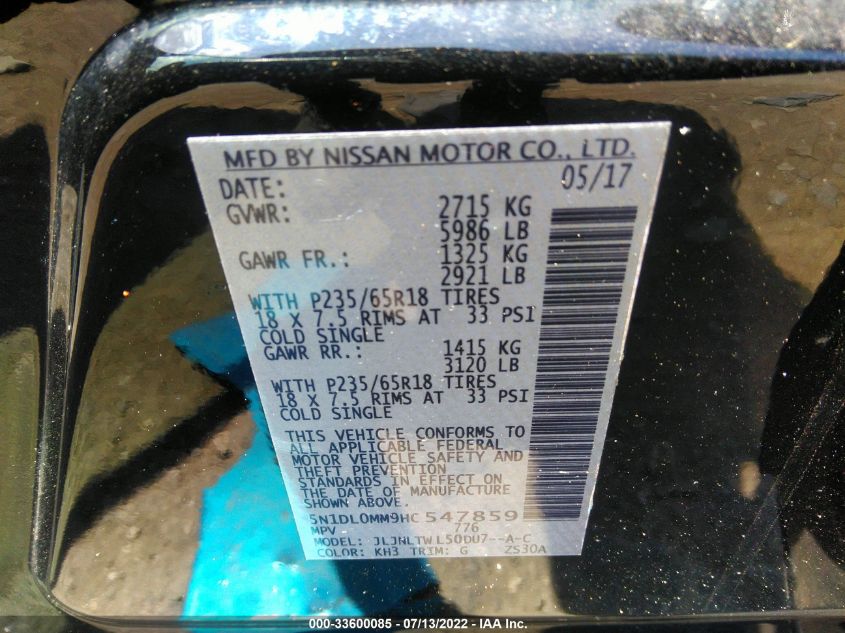 MFD BY NISSAN MOTOR CO., LTD.
DATE: 05/17
GVWR: 2715 KG
5986 LB
GAWR FR.: 1325 KG
2921 LB
WITH P235/65R18 TIRES
18 X 7.5 RIMS AT 33 PSI
COLD SINGLE
GAWR RR.: 1415 KG
3120 LB
WITH P235/65R18 TIRES
18 X 7.5 RIMS AT 33 PSI
COLD SINGLE
THIS VEHICLE CONFORMS TO
ALL APPLICABLE FEDERAL
MOTOR VEHICLE SAFETY AND
THEFT PREVENTION
STANDARDS IN EFFECT ON
THE DATE OF MANUFACTURE
SHOWN ABOVE.
5N1DL0MM9HC 547859
MPV 776
MODEL: JLJNLTWL50DU7--A-C
COLOR: KH3 TRIM: G ZS30A
000-33600085 - 07/13/2022 - IAA Inc.